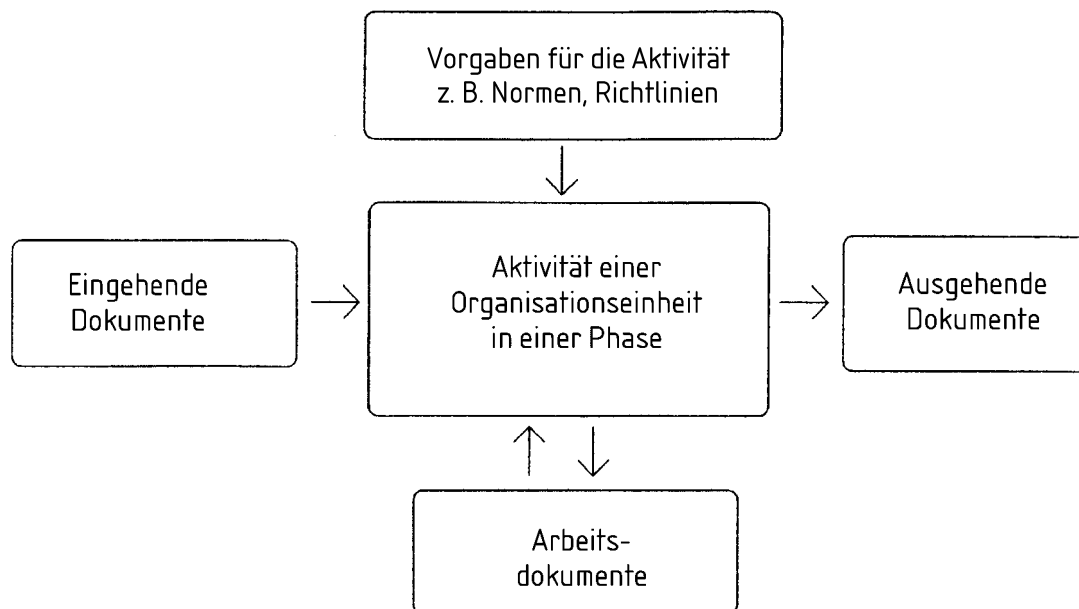 Vorgaben für die Aktivität
z. B. Normen, Richtlinien
Eingehende
Dokumente
Aktivität einer
Organisationseinheit
in einer Phase
Ausgehende
Dokumente
Arbeits-
dokumente